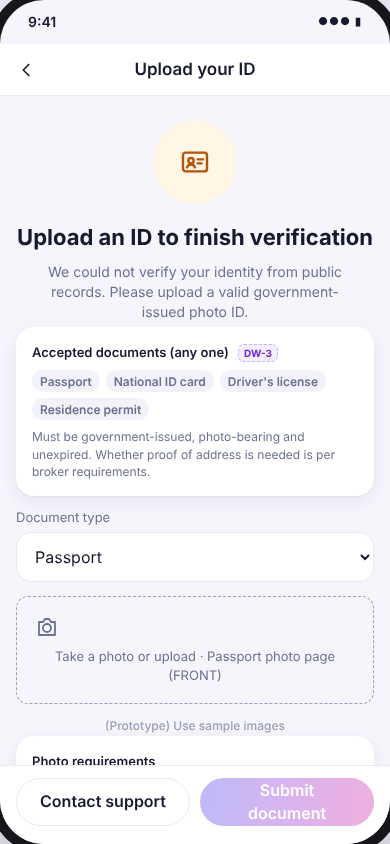 9:41
Upload your ID
Upload an ID to finish verification
We could not verify your identity from public
records. Please upload a valid government-
issued photo ID.
Accepted documents (any one) DW-3
Passport National ID card Driver's license
Residence permit
Must be government-issued, photo-bearing and
unexpired. Whether proof of address is needed is per
broker requirements.
Document type
Passport
Take a photo or upload · Passport photo page
(FRONT)
(Prototype) Use sample images
Photo requirements
Contact support
Submit
document